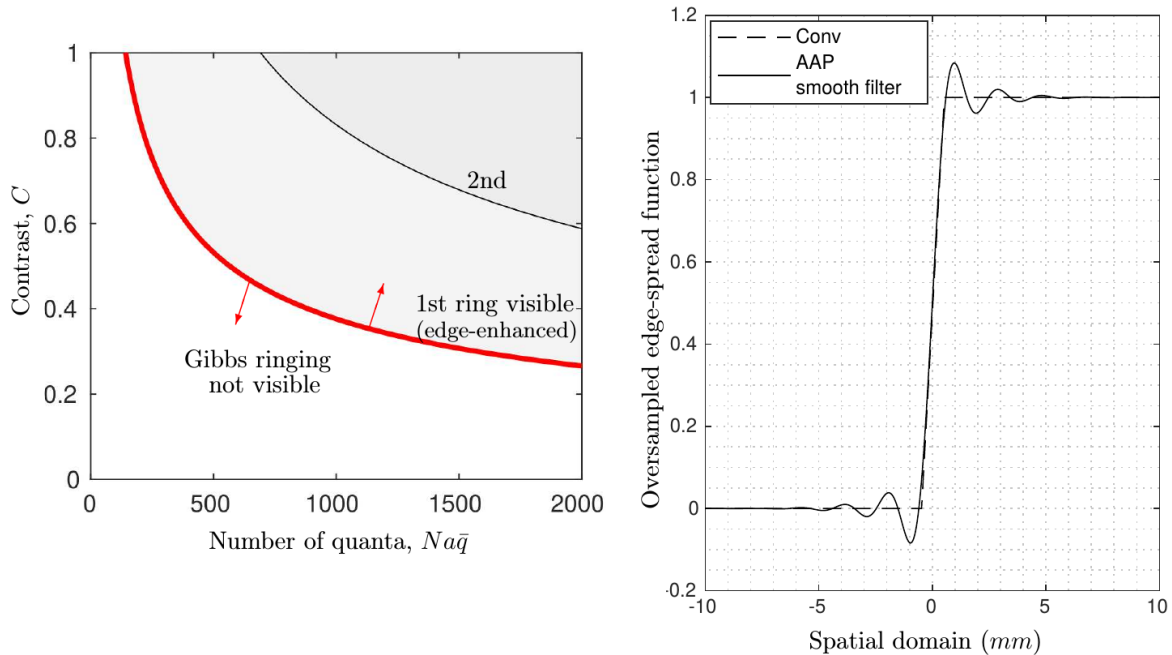 1
0.8
0.6
0.4
0.2
0
Contrast, C
2nd
1st ring visible
(edge-enhanced)
Gibbs ringing
not visible
0 500 1000 1500 2000
Number of quanta, Naq̄
1.2
1
0.8
0.6
0.4
0.2
0
-0.2
Oversampled edge-spread function
Conv
AAP
smooth filter
-10 -5 0 5 10
Spatial domain (mm)